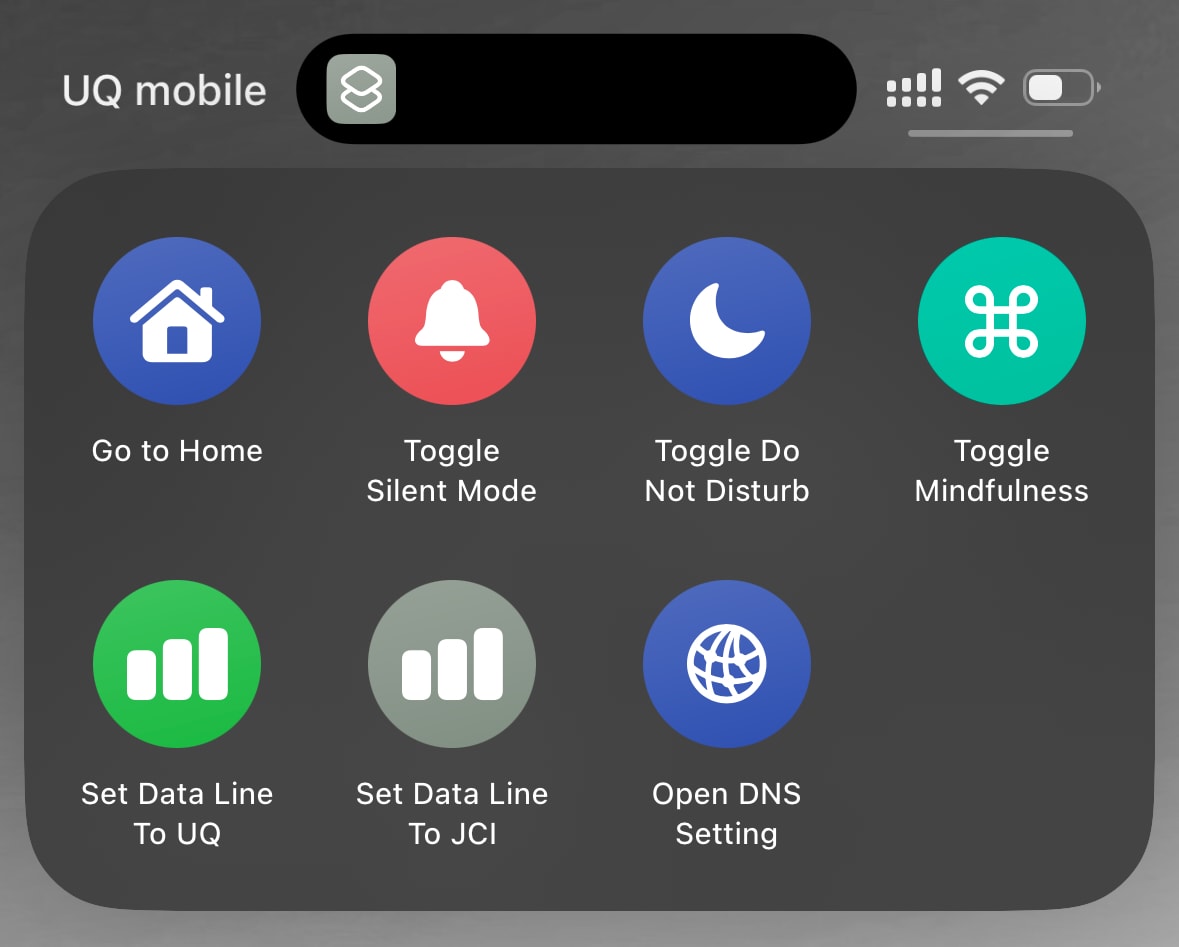 UQ mobile
Go to Home
Toggle
Silent Mode
Toggle Do
Not Disturb
Toggle
Mindfulness
Set Data Line
To UQ
Set Data Line
To JCI
Open DNS
Setting